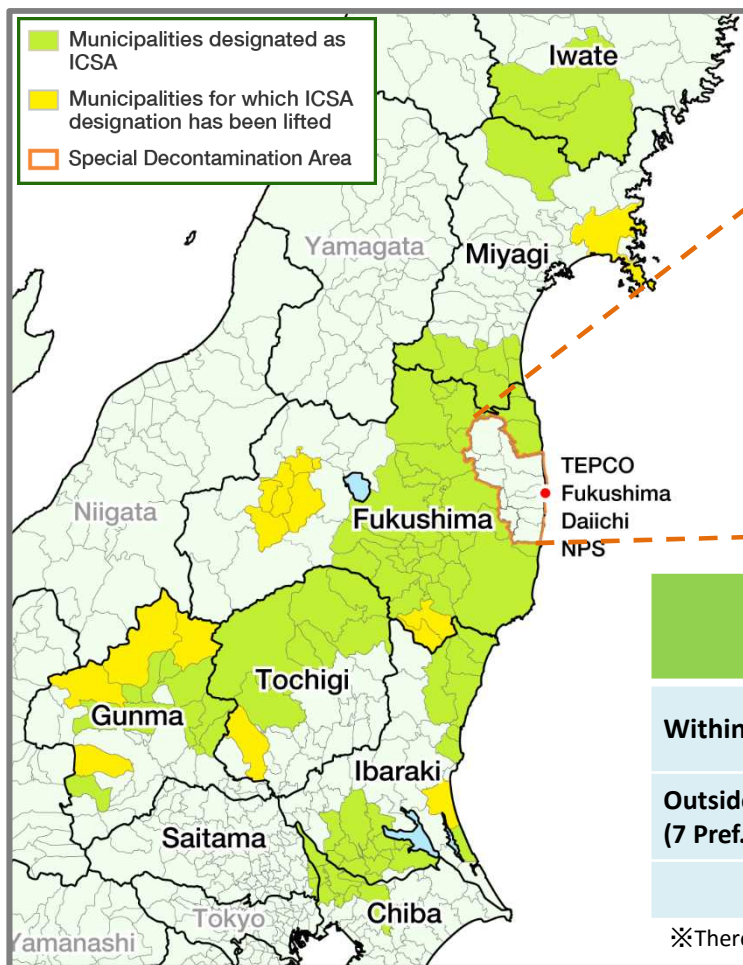 Municipalities designated as
ICSA
Municipalities for which ICSA
designation has been lifted
Special Decontamination Area
Iwate
Yamagata
Miyagi
TEPCO
Fukushima
Daiichi
NPS
Niigata
Fukushima
Tochigi
Gunma
Within
Ibaraki
Outside
(7 Pref.
Saitama
Chiba
Tokyo
Yamanashi
※There